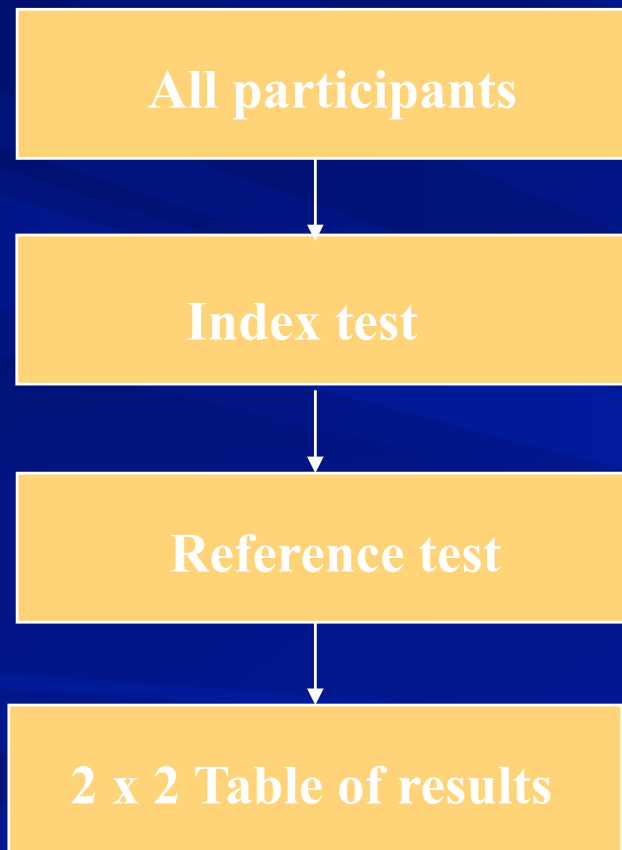 All participants
Index test
Reference test
2 x 2 Table of results